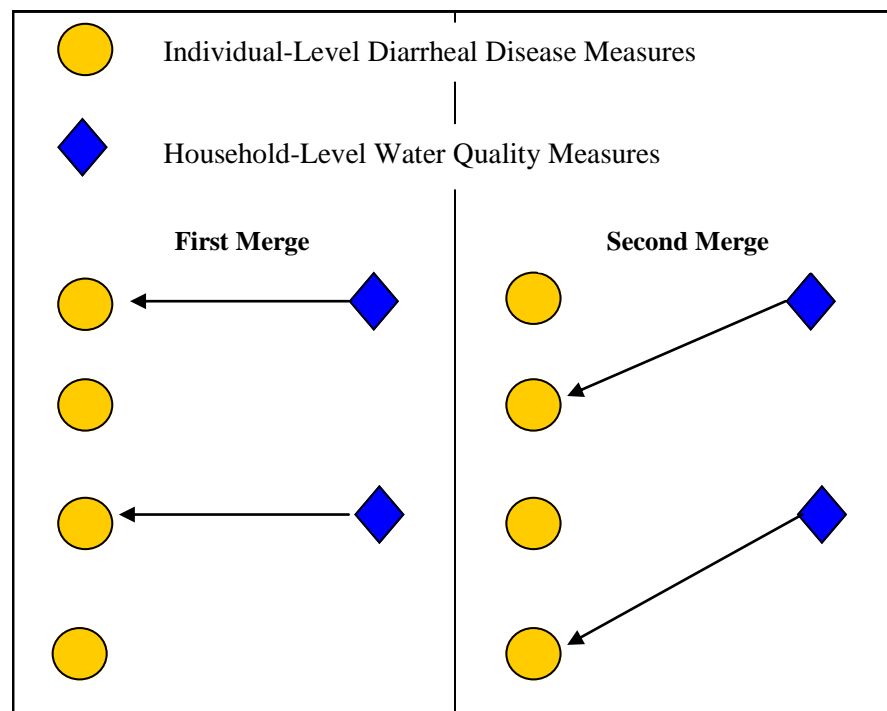 Individual-Level Diarrheal Disease Measures
Household-Level Water Quality Measures
First Merge
Second Merge